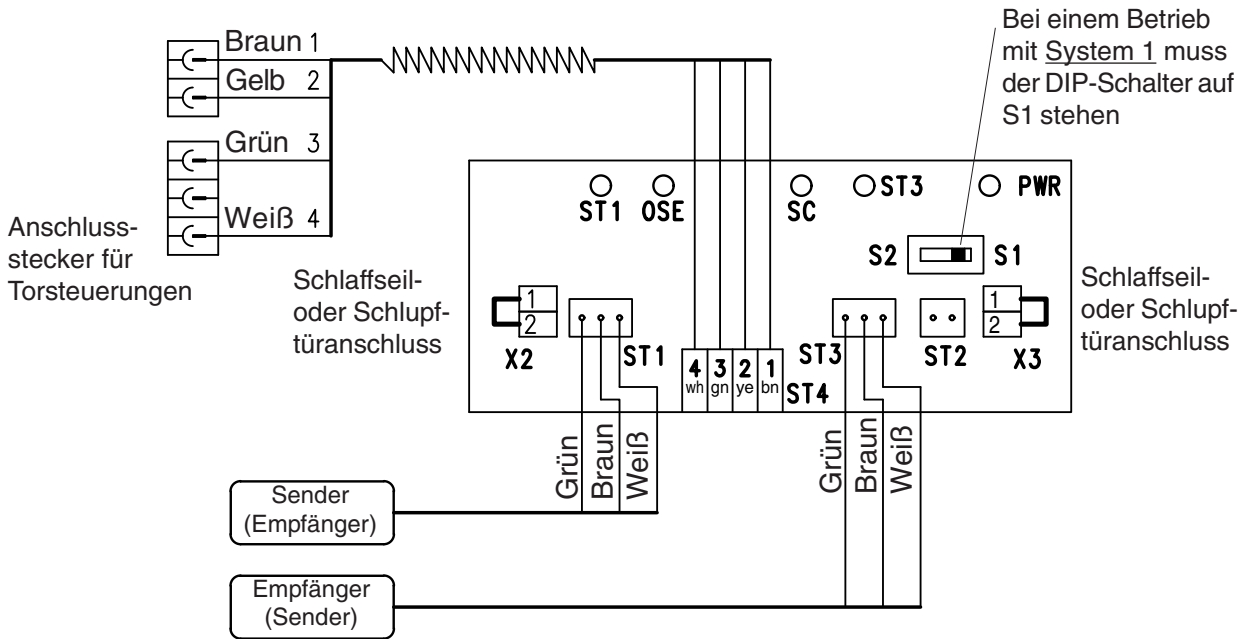 Braun 1
Gelb 2
Grün 3
Weiß 4
Anschluss-
stecker für
Torsteuerungen
Bei einem Betrieb
mit System 1 muss
der DIP-Schalter auf
S1 stehen
ST1 OSE SC ST3 PWR
S2 S1
Schlaffseil-
oder Schlupf-
türanschluss
1
2
X2
ST1
4 3 2 1
wh gn ye bn
ST4
ST3
ST2
1
2
X3
Schlaffseil-
oder Schlupf-
türanschluss
Grün
Braun
Weiß
Grün
Braun
Weiß
Sender
(Empfänger)
Empfänger
(Sender)